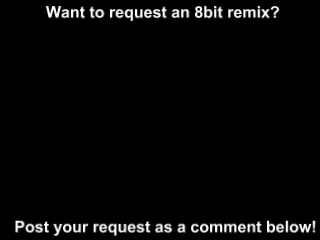 Want to request an 8bit remix?
Post your request as a comment below!